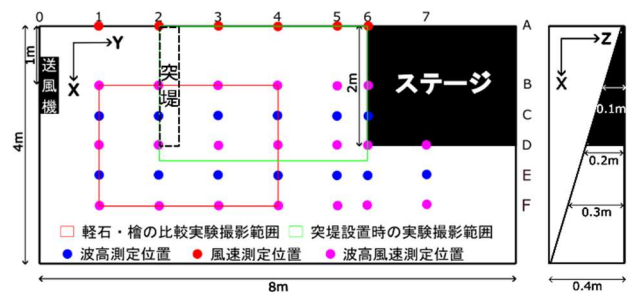 0 1 2 3 4 5 6 7 A
1m
Y
X
送風機
突堤
2m
ステージ
B
C
D
E
F
4m
軽石・檜の比較実験撮影範囲 突堤設置時の実験撮影範囲
波高測定位置 風速測定位置 波高風速測定位置
8m
Z
X
0.1m
0.2m
0.3m
0.4m